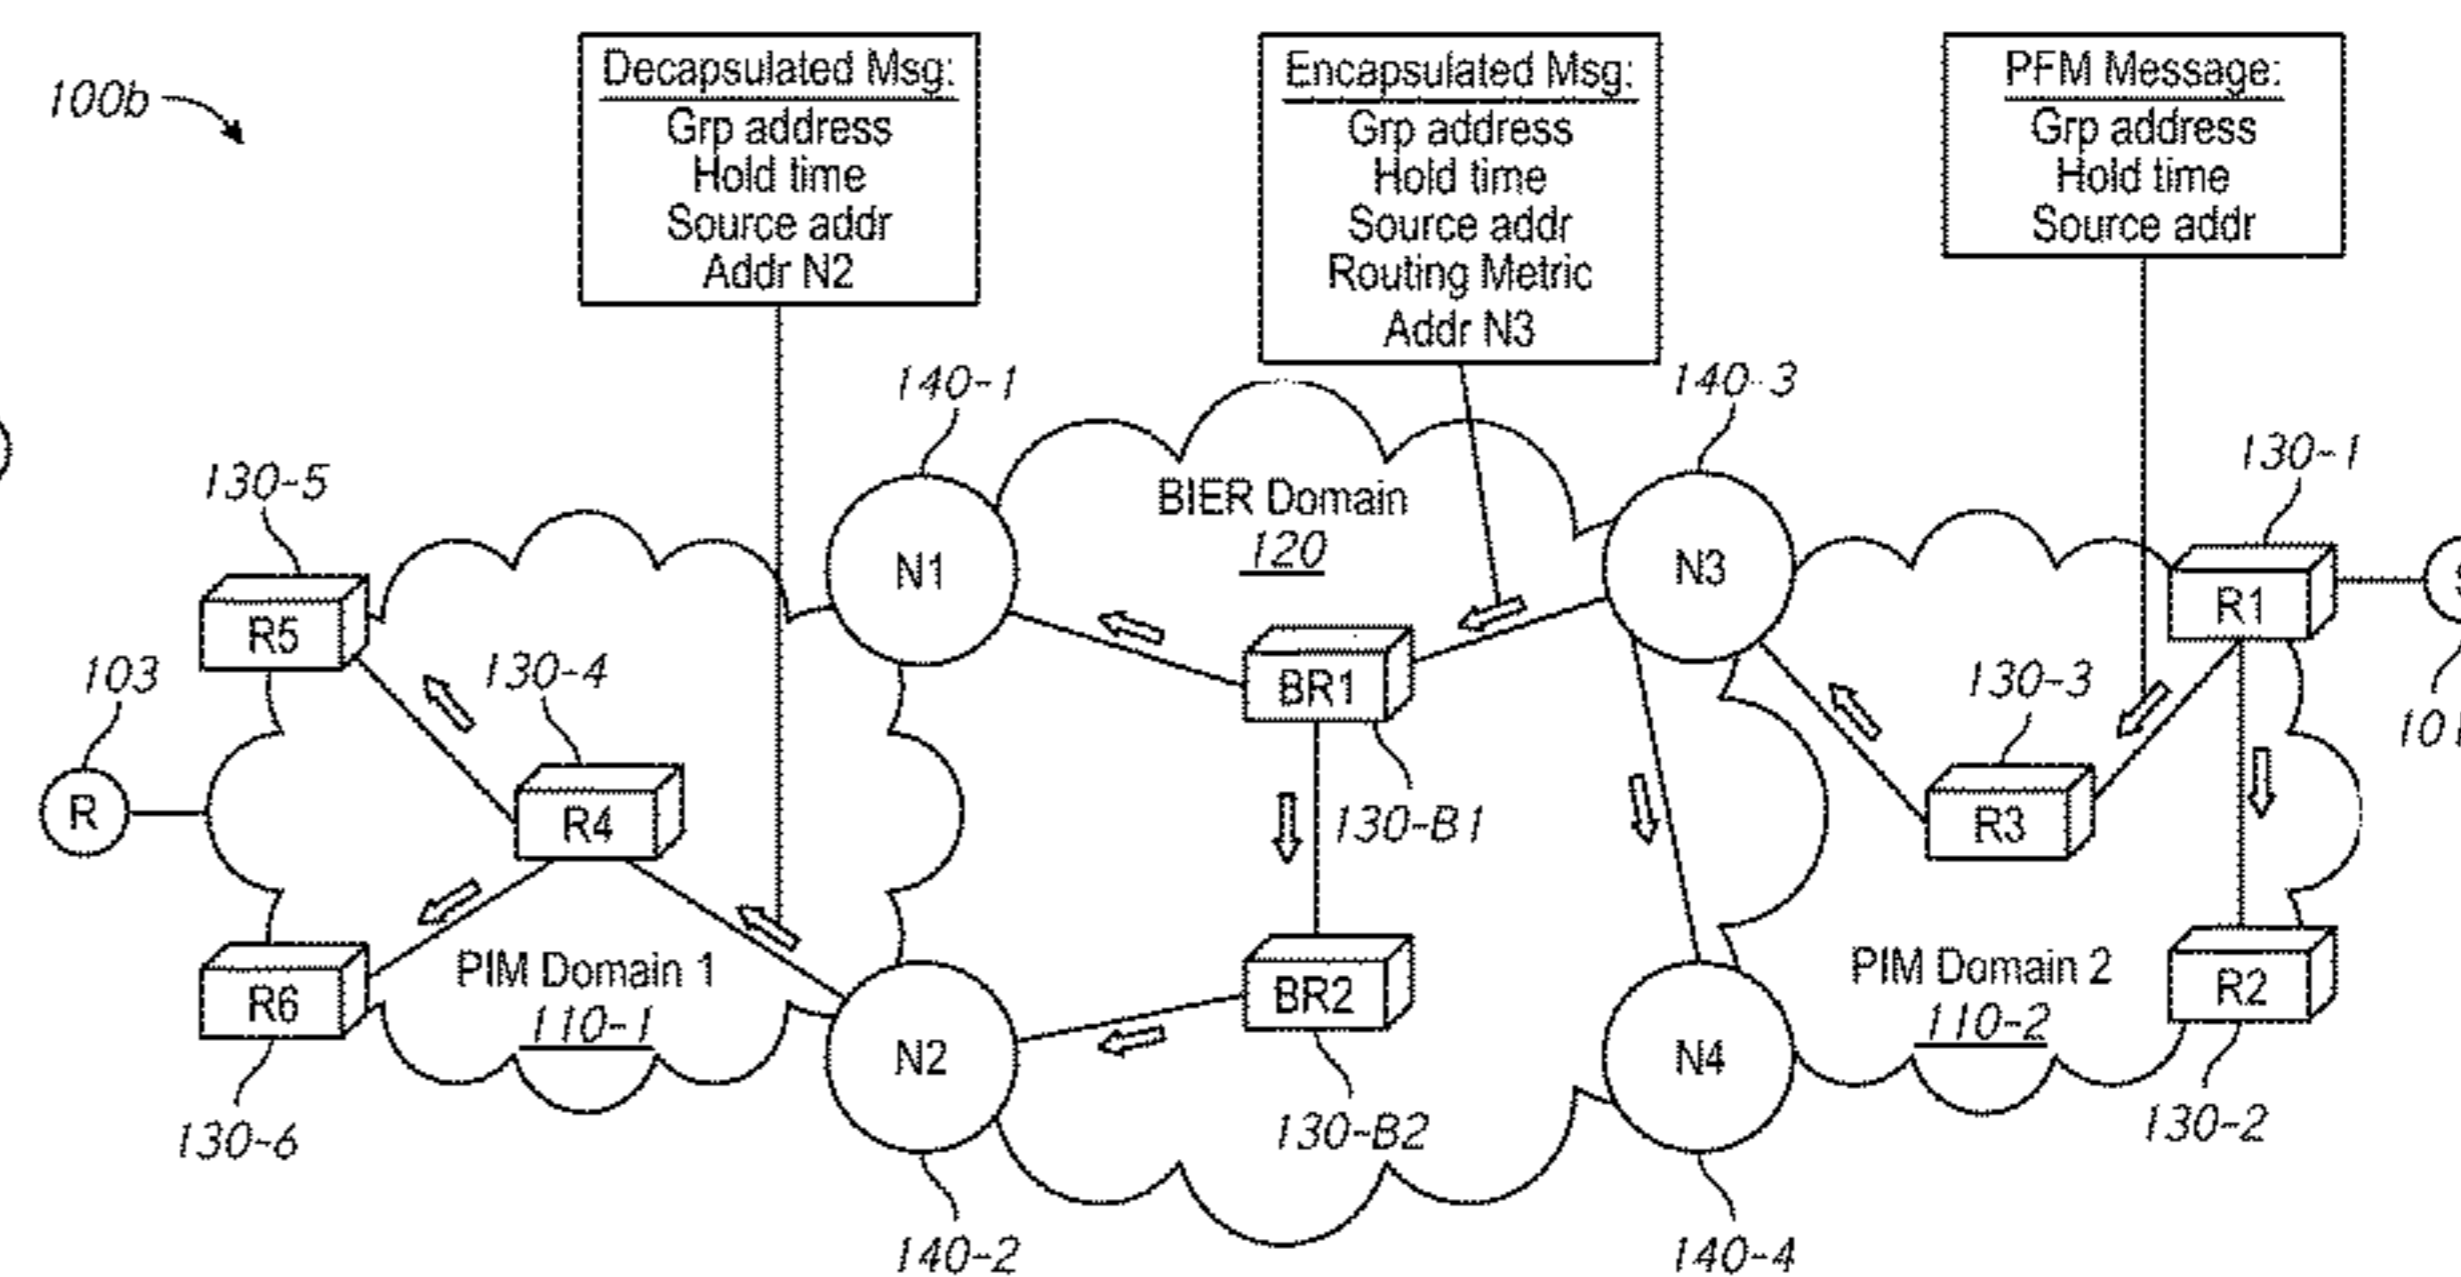 100b
Decapsulated Msg:
Grp address
Hold time
Source addr
Addr N2
Encapsulated Msg:
Grp address
Hold time
Source addr
Routing Metric
Addr N3
PFM Message:
Grp address
Hold time
Source addr
140-1
140-3
130-1
130-5
BIER Domain
120
N1
N3
R1
R5
103
130-4
BR1
130-3
101
R
R4
130-B1
R3
PIM Domain 1
110-1
R6
BR2
PIM Domain 2
110-2
R2
N2
N4
130-6
130-B2
130-2
140-2
140-4